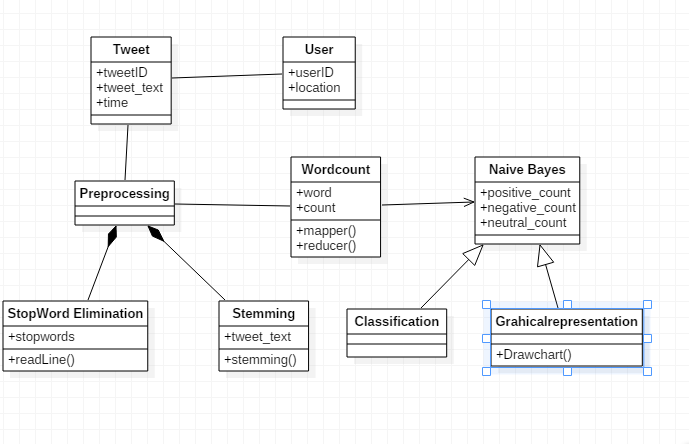 Tweet
+tweetID
+tweet_text
+time
User
+userID
+location
Preprocessing
Wordcount
+word
+count
+mapper()
+reducer()
Naive Bayes
+positive_count
+negative_count
+neutral_count
StopWord Elimination
+stopwords
+readLine()
Stemming
+tweet_text
+stemming()
Classification
Grahicalrepresentation
+Drawchart()